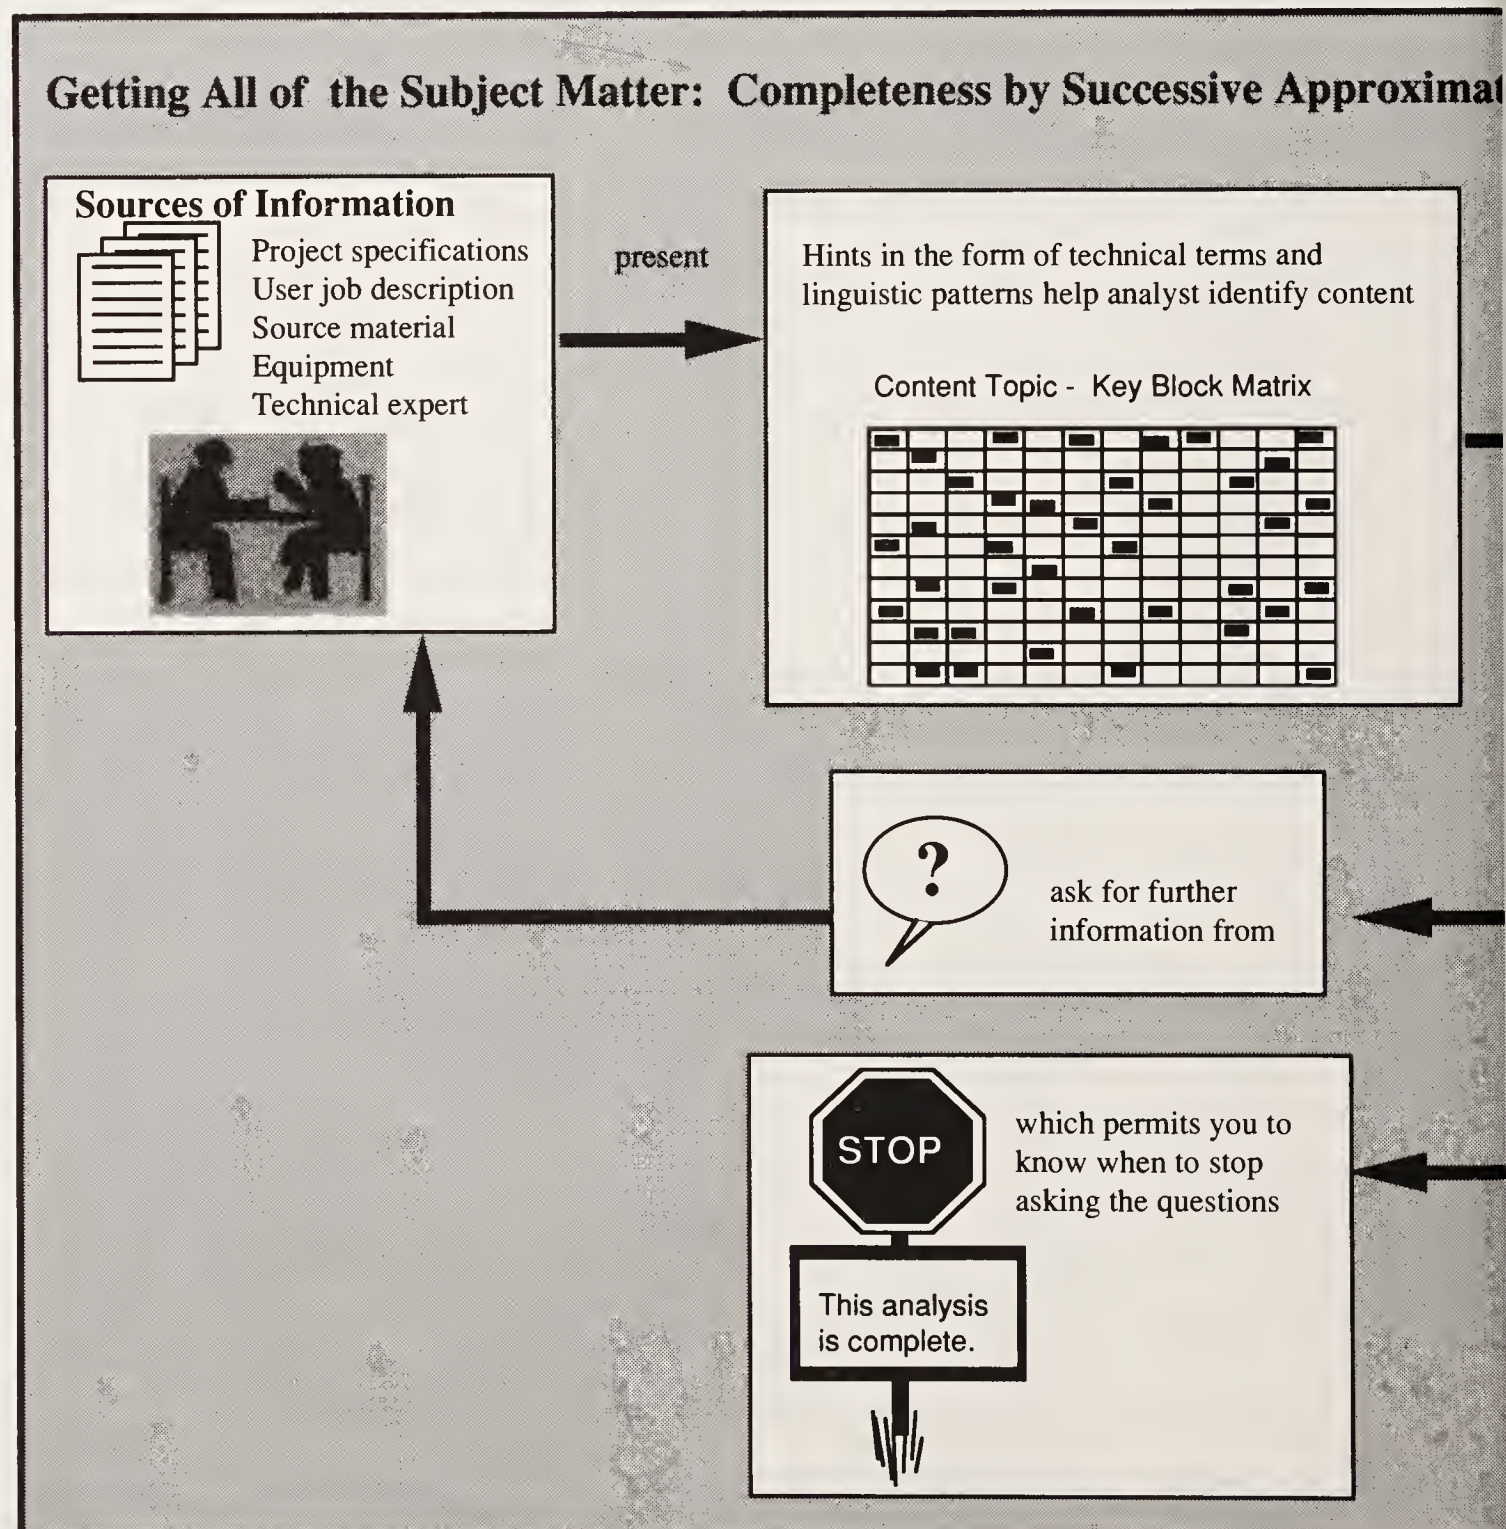 Getting All of the Subject Matter: Completeness by Successive
Sources of Information
Project specifications
User job description
Source material
Equipment
Technical expert
present
Hints in the form of technical terms and
linguistic patterns help analyst identify content
Content Topic - Key Block Matrix
?
ask for further
information from
STOP
which permits you to
know when to stop
asking the questions
This analysis
is complete.